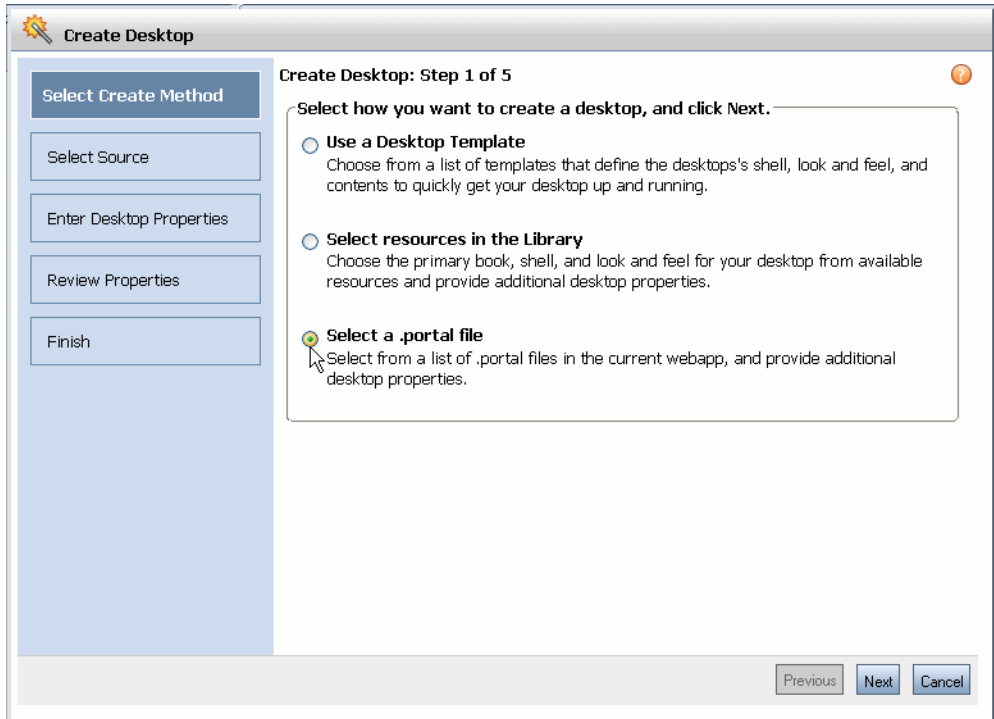 Create Desktop
Select Create Method
Select Source
Enter Desktop Properties
Review Properties
Finish
Create Desktop: Step 1 of 5
?
Select how you want to create a desktop, and click Next.
Use a Desktop Template
Choose from a list of templates that define the desktops's shell, look and feel, and
contents to quickly get your desktop up and running.
Select resources in the Library
Choose the primary book, shell, and look and feel for your desktop from available
resources and provide additional desktop properties.
Select a .portal file
Select from a list of .portal files in the current webapp, and provide additional
desktop properties.
Previous
Next
Cancel